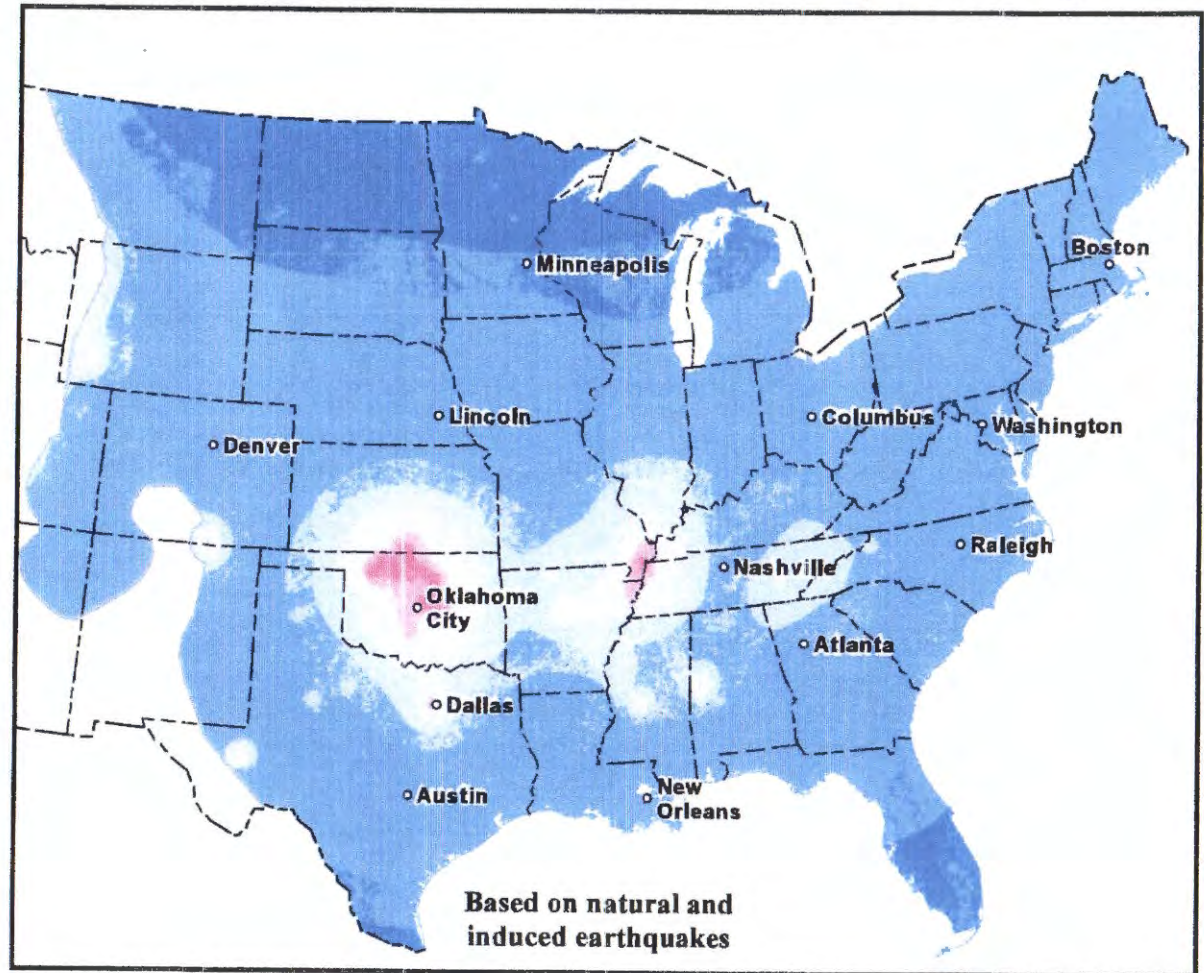 Boston
Minneapolis
Lincoln
Columbus
Washington
Denver
Raleigh
Nashville
Oklahoma
City
Atlanta
Dallas
Austin
New
Orleans
Based on natural and
induced earthquakes